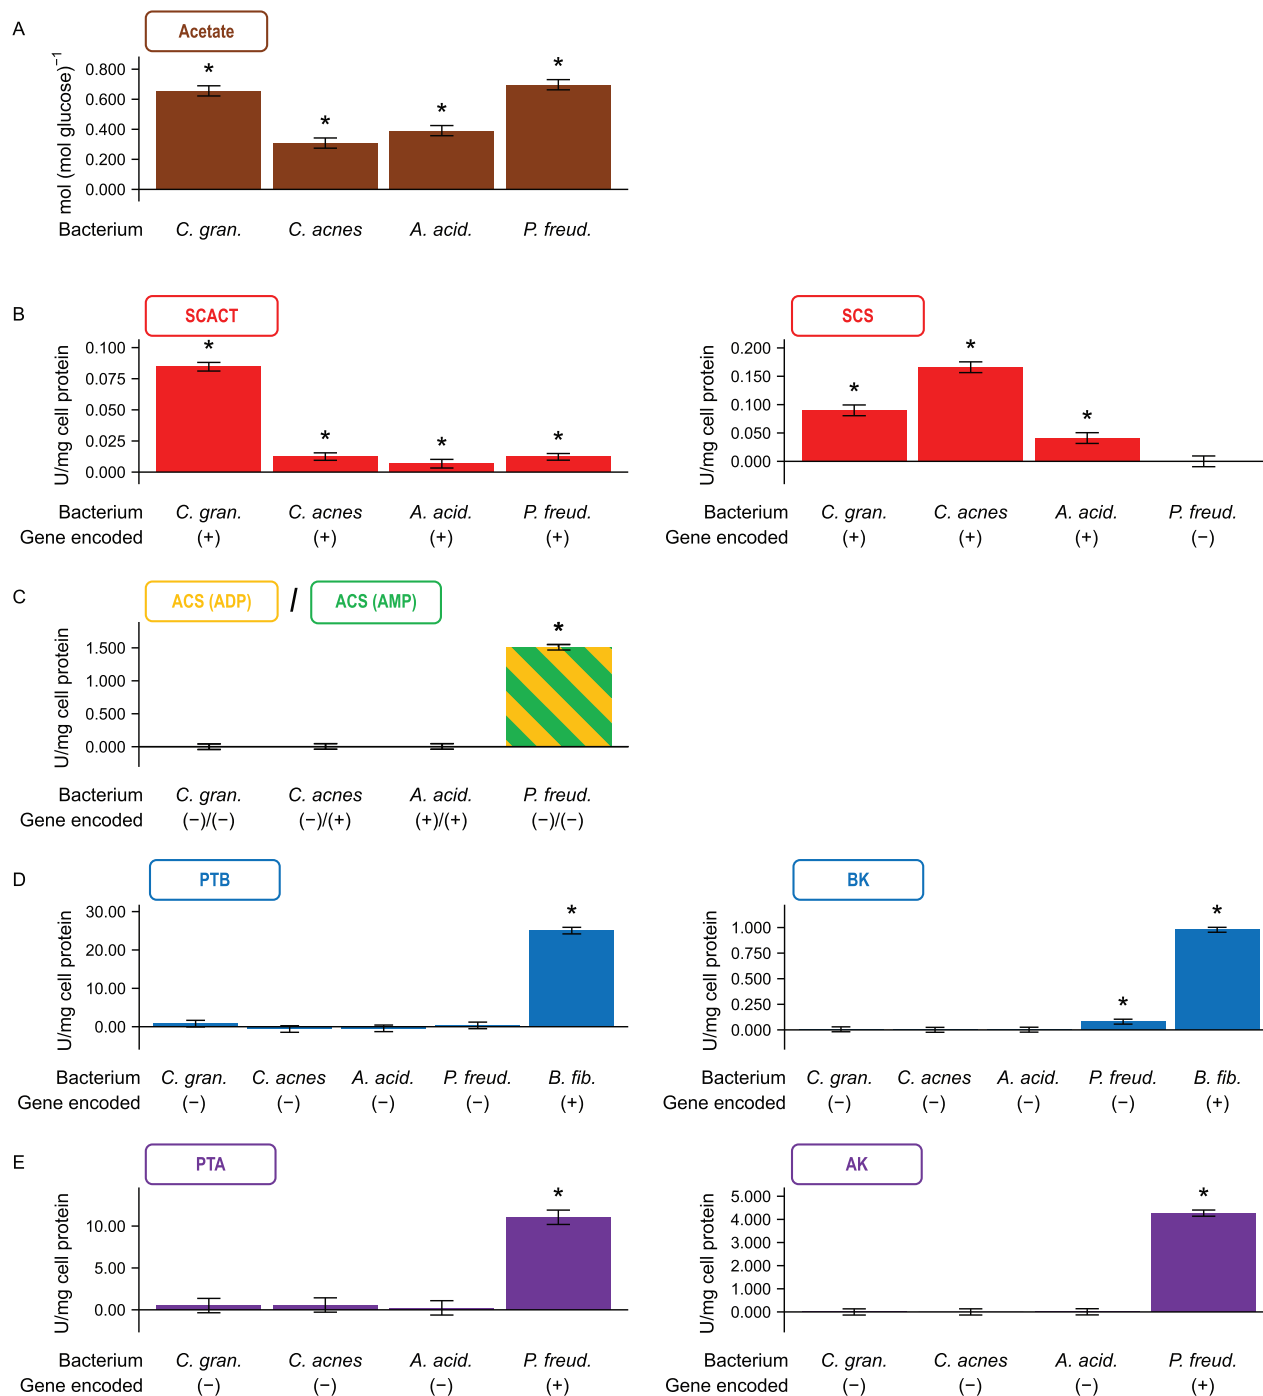 A
Acetate
mol (mol glucose)⁻¹
0.800
0.600
0.400
0.200
0.000
* * * *
Bacterium C. gran. C. acnes A. acid. P. freud.
B
SCACT
U/mg cell protein
0.100
0.075
0.050
0.025
0.000
* * * *
Bacterium C. gran. C. acnes A. acid. P. freud.
Gene encoded (+) (+) (+) (+)
SCS
U/mg cell protein
0.200
0.150
0.100
0.050
0.000
* * *
Bacterium C. gran. C. acnes A. acid. P. freud.
Gene encoded (+) (+) (+) (−)
C
ACS (ADP) / ACS (AMP)
U/mg cell protein
1.500
1.000
0.500
0.000
*
Bacterium C. gran. C. acnes A. acid. P. freud.
Gene encoded (−)/(−) (−)/(+) (+)/(+) (−)/(−)
D
PTB
U/mg cell protein
30.00
20.00
10.00
0.00
*
Bacterium C. gran. C. acnes A. acid. P. freud. B. fib.
Gene encoded (−) (−) (−) (−) (+)
BK
U/mg cell protein
1.000
0.750
0.500
0.250
0.000
* *
Bacterium C. gran. C. acnes A. acid. P. freud. B. fib.
Gene encoded (−) (−) (−) (−) (+)
E
PTA
U/mg cell protein
10.00
0.00
*
Bacterium C. gran. C. acnes A. acid. P. freud.
Gene encoded (−) (−) (−) (+)
AK
U/mg cell protein
5.000
4.000
3.000
2.000
1.000
0.000
*
Bacterium C. gran. C. acnes A. acid. P. freud.
Gene encoded (−) (−) (−) (+)